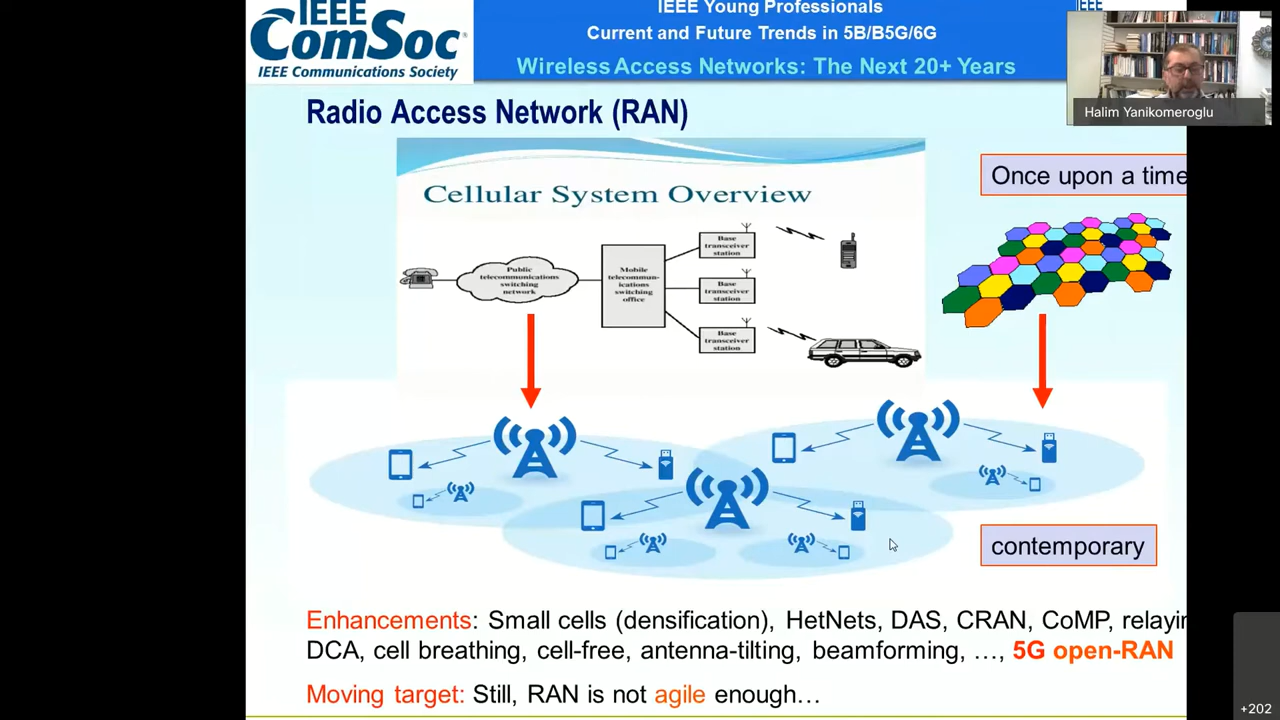 IEEE
ComSoc®
IEEE Communications Society
IEEE Young Professionals
Current and Future Trends in 5B/B5G/6G
Wireless Access Networks: The Next 20+ Years
IEEE
Halim Yanikomeroglu
Radio Access Network (RAN)
Once upon a time
Cellular System Overview
Public
telecommunications
switching
network
Mobile
telecommun-
ications
switching
office
Base
transceiver
station
Base
transceiver
station
Base
transceiver
station
contemporary
Enhancements: Small cells (densification), HetNets, DAS, CRAN, CoMP, relayin
DCA, cell breathing, cell-free, antenna-tilting, beamforming, …, 5G open-RAN
Moving target: Still, RAN is not agile enough…
+202